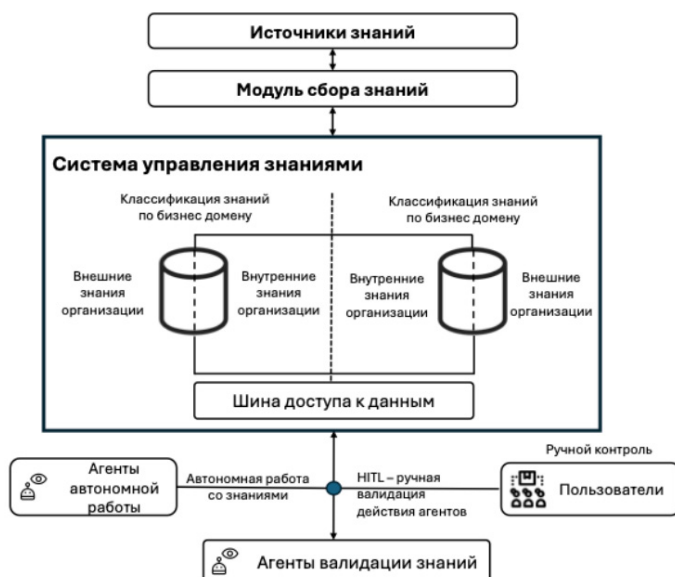 Источники знаний
Модуль сбора знаний
Система управления знаниями
Классификация знаний
по бизнес домену
Классификация знаний
по бизнес домену
Внешние
знания
организации
Внутренние
знания
организации
Внутренние
знания
организации
Внешние
знания
организации
Шина доступа к данным
Агенты
автономной
работы
Автономная работа
со знаниями
HITL – ручная
валидация
действия агентов
Ручной контроль
Пользователи
Агенты валидации знаний